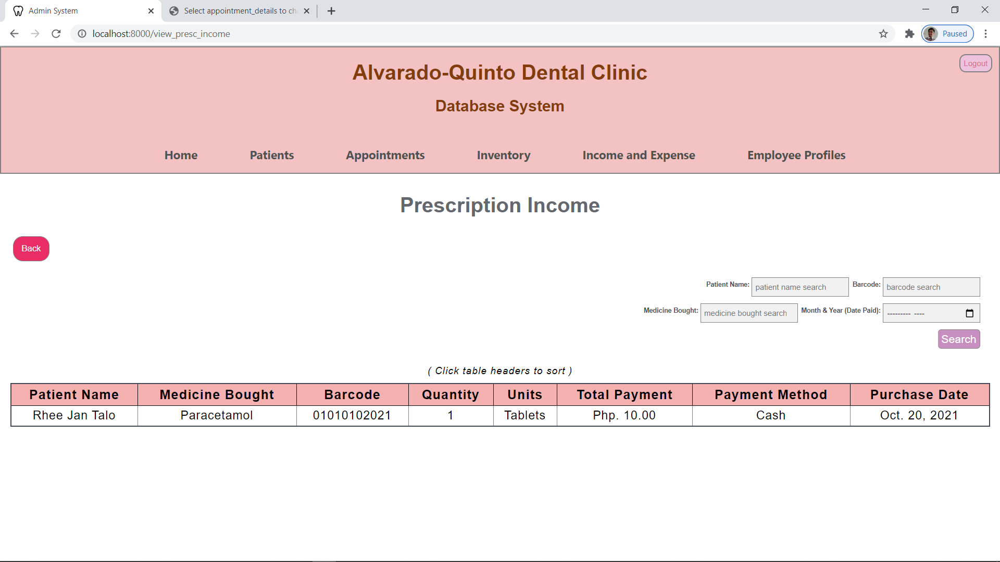 Admin System
Select appointment_details to ch
localhost:8000/view_presc_income
Paused
Logout
Alvarado-Quinto Dental Clinic
Database System
Home Patients Appointments Inventory Income and Expense Employee Profiles
Prescription Income
Back
Patient Name: patient name search Barcode: barcode search
Medicine Bought: medicine bought search Month & Year (Date Paid): --------- ----
Search
( Click table headers to sort )
Patient Name Medicine Bought Barcode Quantity Units Total Payment Payment Method Purchase Date
Rhee Jan Talo Paracetamol 01010102021 1 Tablets Php. 10.00 Cash Oct. 20, 2021